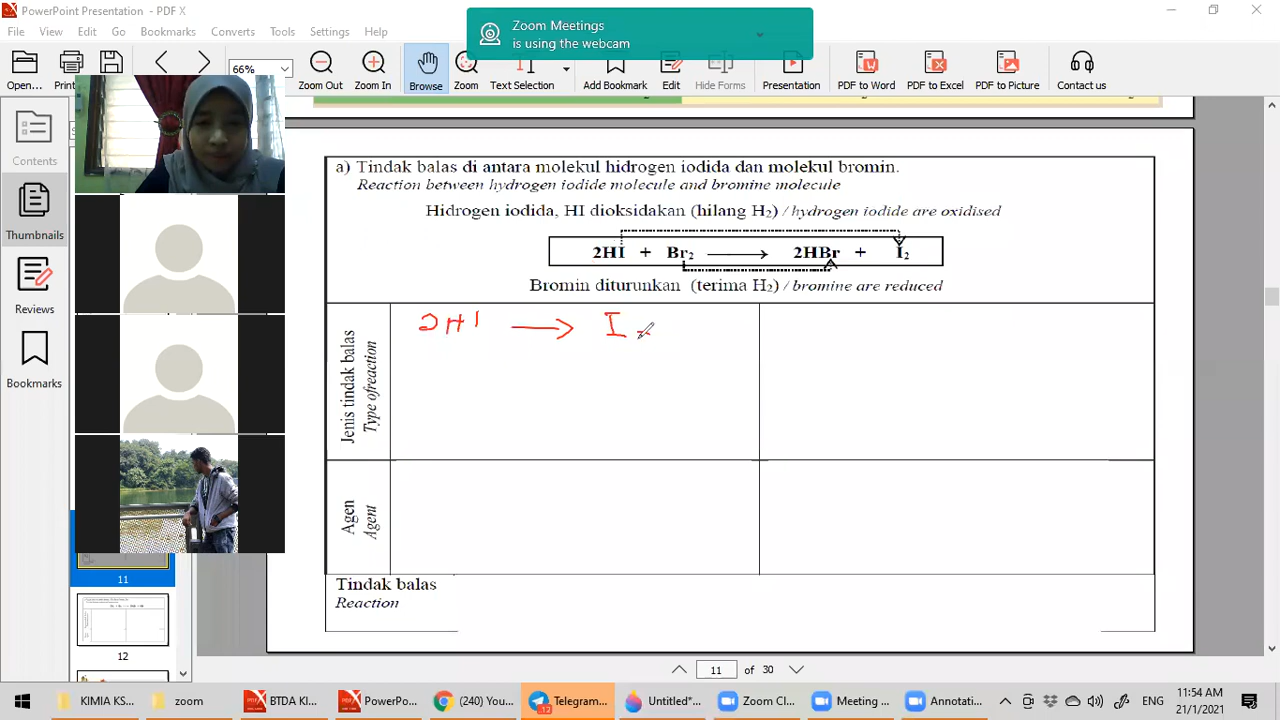 PowerPoint Presentation - PDF X
Zoom Meetings
is using the webcam
File View Edit Go Bookmarks Converts Tools Settings Help
66%
Open... Print Zoom Out Zoom In Browse Zoom Text Selection Add Bookmark Edit Hide Forms Presentation PDF to Word PDF to Excel PDF to Picture Contact us
Contents
Thumbnails
Reviews
Bookmarks
a) Tindak balas di antara molekul hidrogen iodida dan molekul bromin.
Reaction between hydrogen iodide molecule and bromine molecule
Hidrogen iodida, HI dioksidakan (hilang H₂) / hydrogen iodide are oxidised
2HI + Br₂ ⟶ 2HBr + I₂
Bromin diturunkan (terima H₂) / bromine are reduced
Jenis tindak balas
Type ofreaction
2HI ⟶ I
Agen
Agent
Tindak balas
Reaction
11
12
11 of 30
KIMIA KS... zoom BTDA KI... PowerPo... (24) You... Telegram... Untitled*... Zoom Cl... Meeting ... Annotati...
12
ENG
11:54 AM
21/1/2021